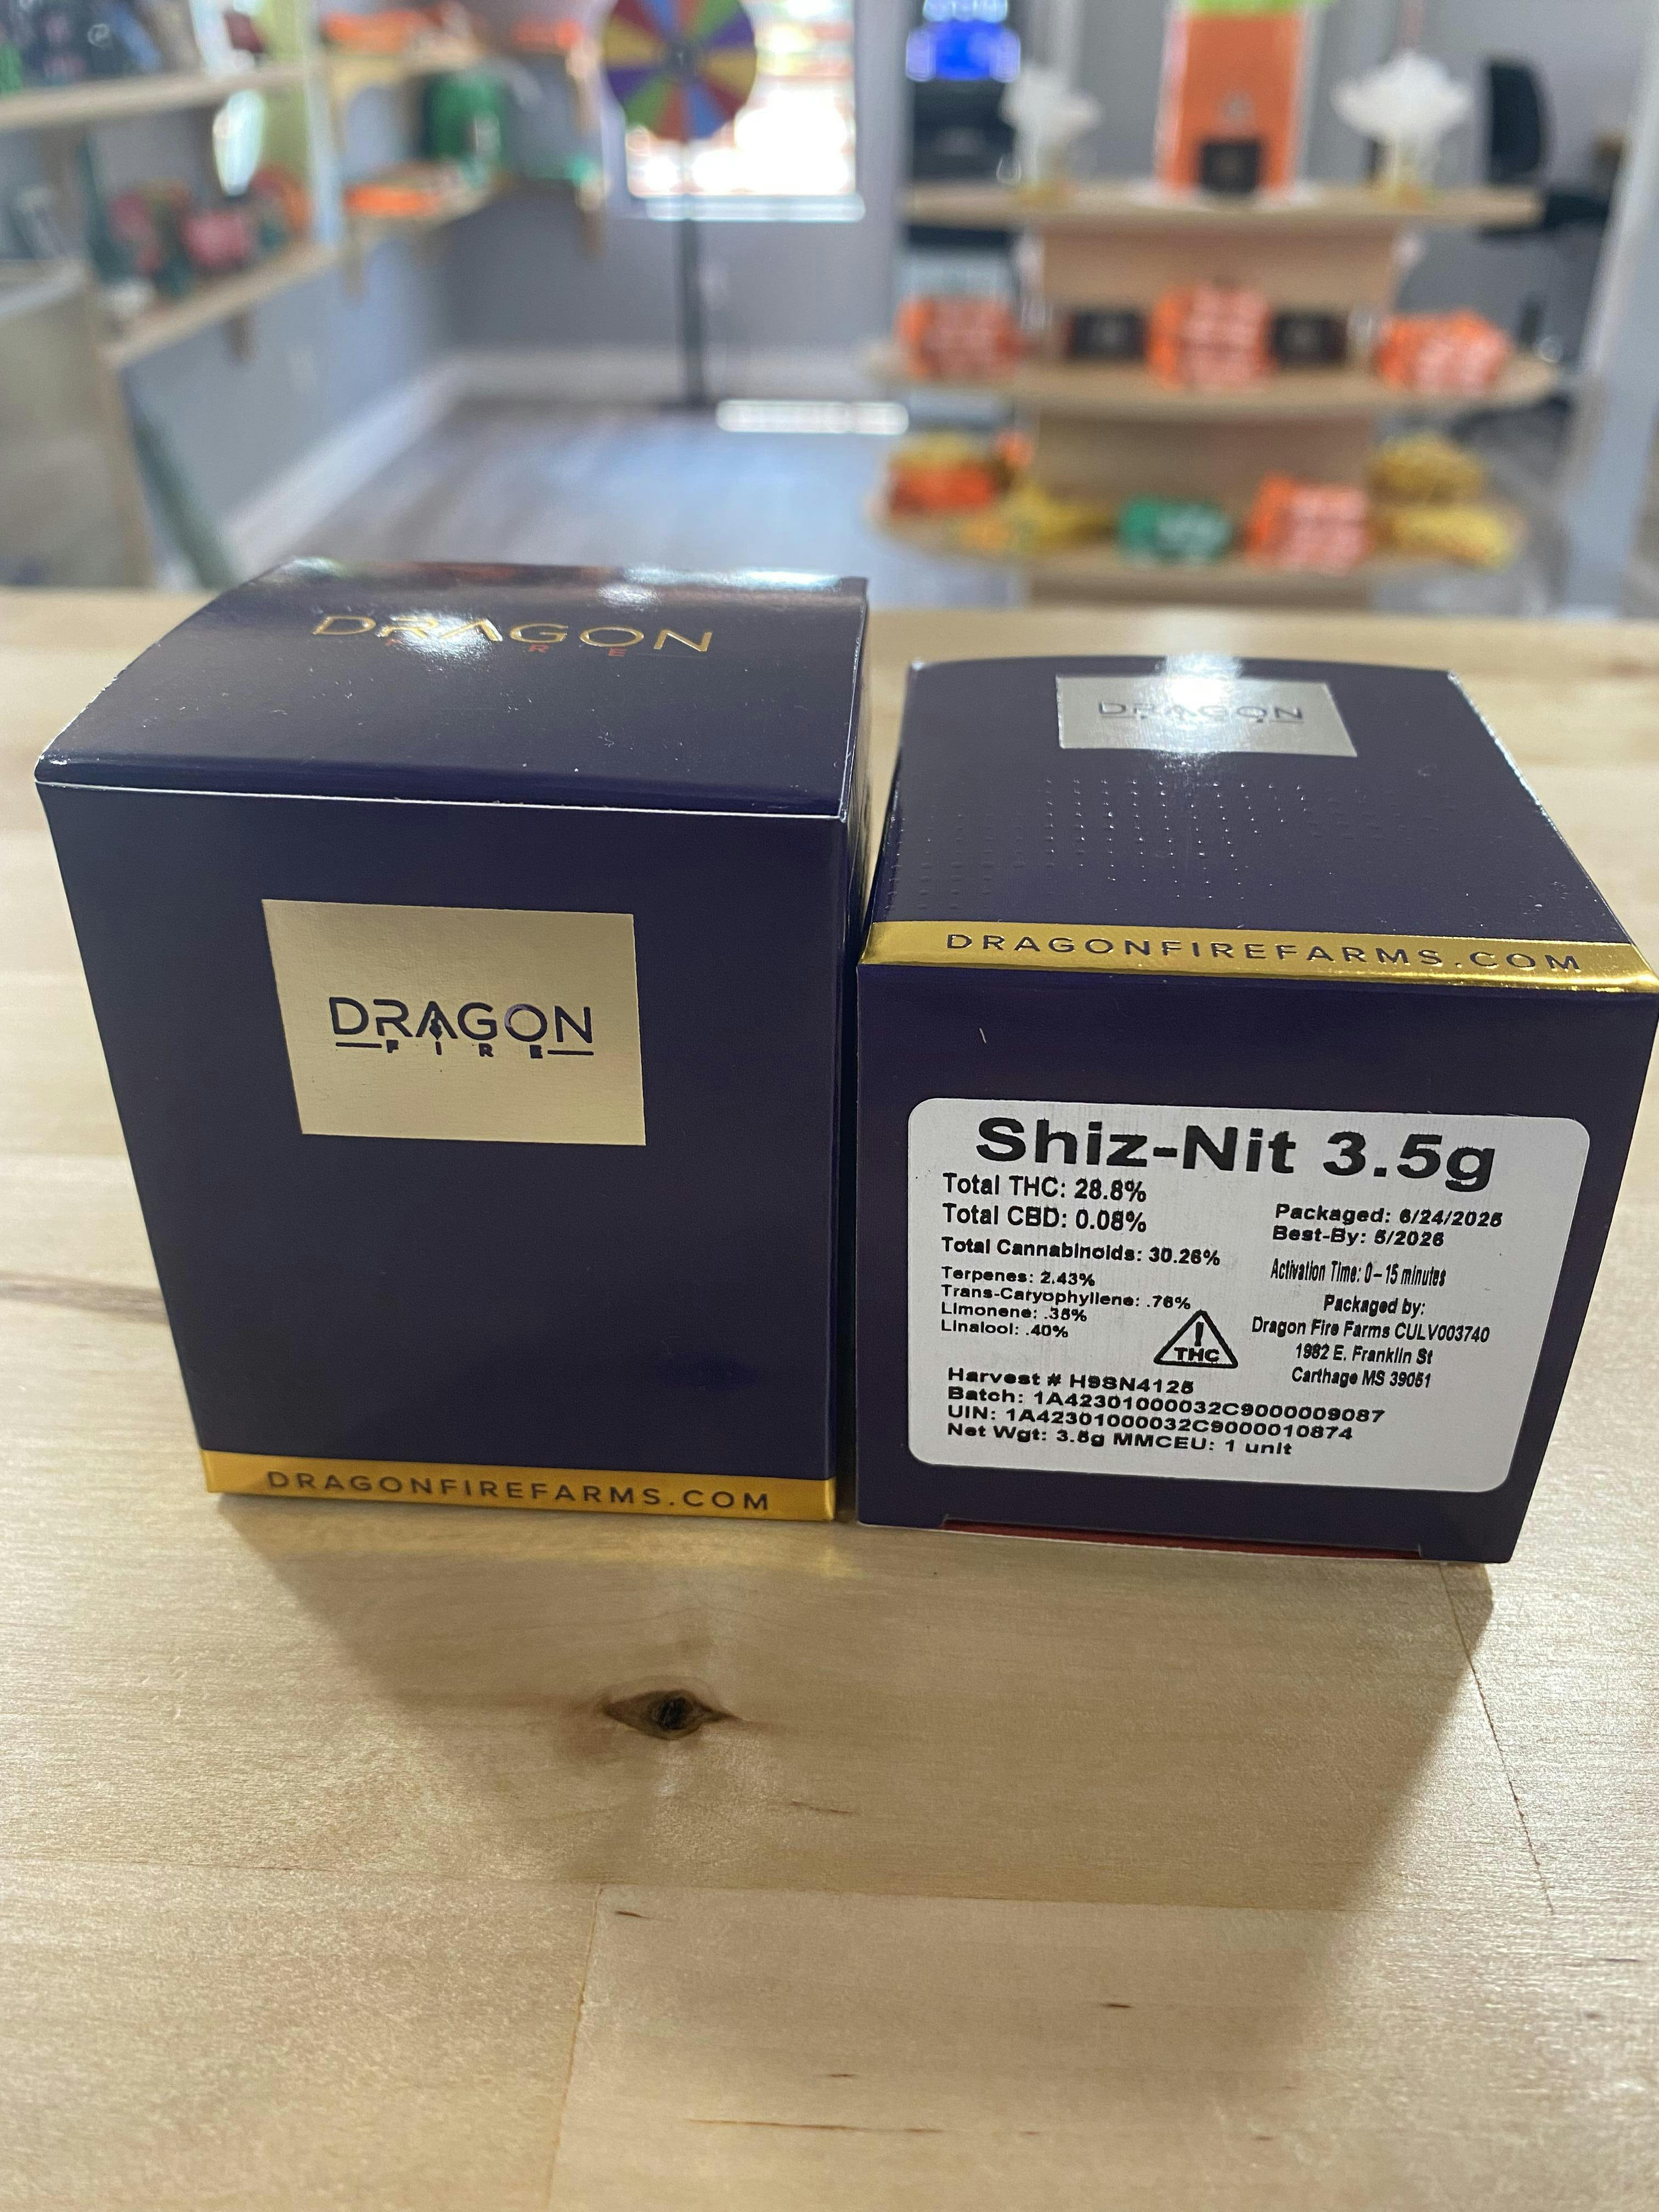 DRAGON
FIRE
DRAGON
FIRE
DRAGONFIREFARMS.COM
DRAGON
DRAGONFIREFARMS.COM
Shiz-Nit 3.5g
Total THC: 28.8%
Total CBD: 0.08%
Total Cannabinoids: 30.26%
Terpenes: 2.43%
Trans-Caryophyllene: .76%
Limonene: .35%
Linalool: .40%
THC
Packaged: 6/24/2025
Best-By: 5/2026
Activation Time: 0-15 minutes
Packaged by:
Dragon Fire Farms CULV003740
1982 E. Franklin St
Carthage MS 39051
Harvest # H9SN4125
Batch: 1A42301000032C9000009087
UIN: 1A42301000032C9000010874
Net Wgt: 3.5g MMCEU: 1 unit